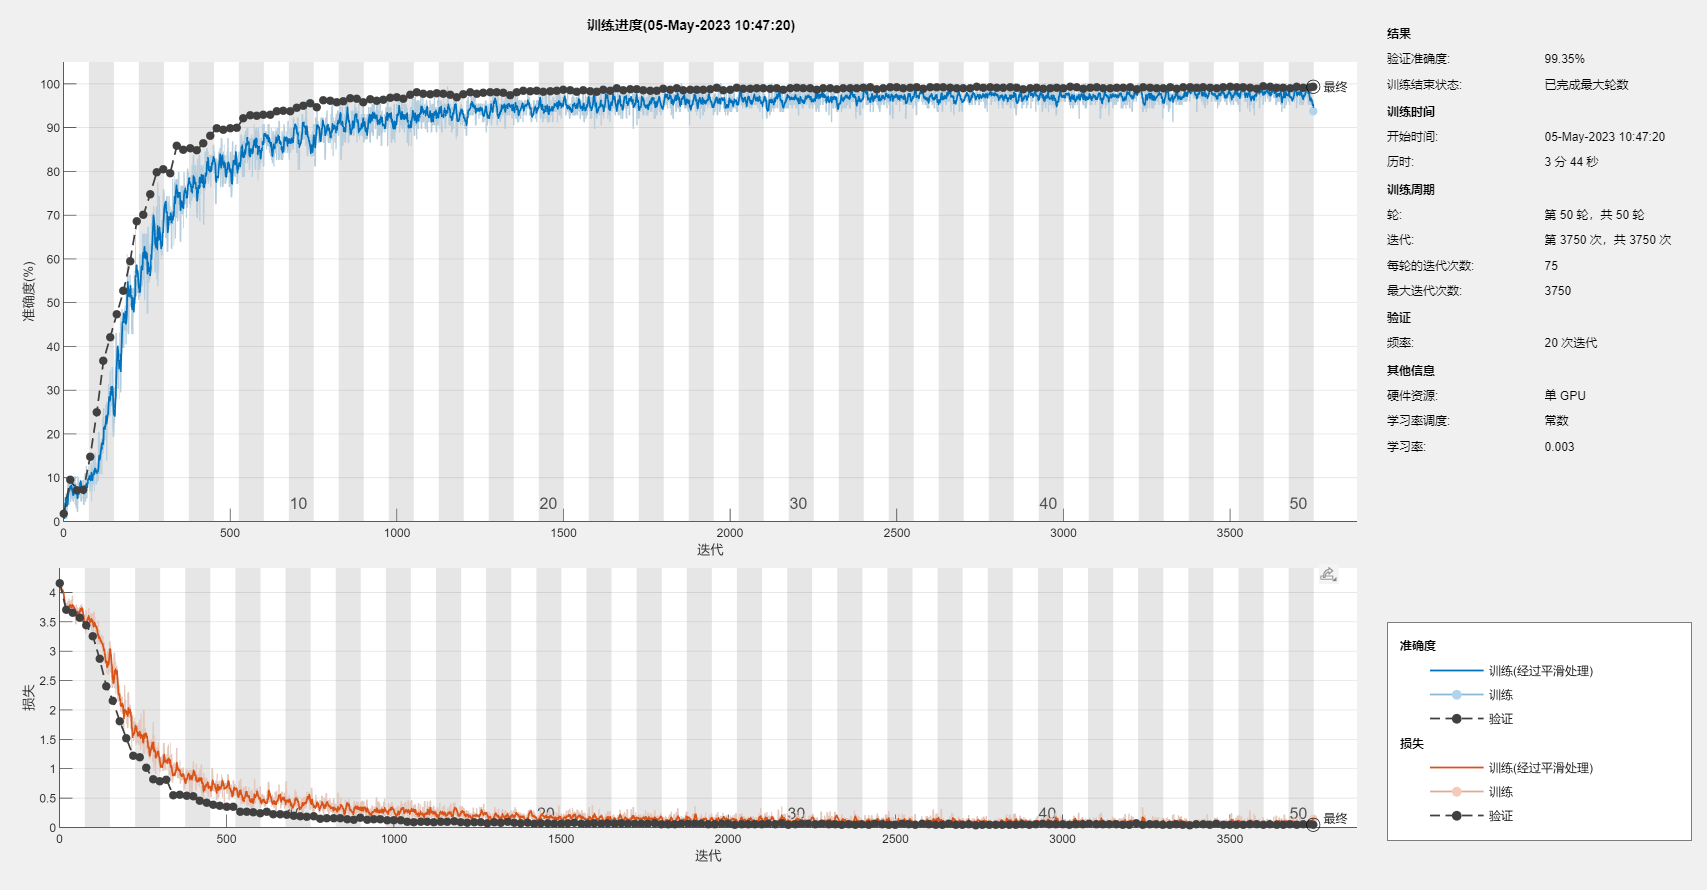 训练进度(05-May-2023 10:47:20)
准确度(%)
100
90
80
70
60
50
40
30
20
10
0
10
20
30
40
50
最终
0
500
1000
1500
2000
2500
3000
3500
迭代
损失
4
3.5
3
2.5
2
1.5
1
0.5
0
20
30
40
50
最终
0
500
1000
1500
2000
2500
3000
3500
迭代
结果
验证准确度: 99.35%
训练结束状态: 已完成最大轮数
训练时间
开始时间: 05-May-2023 10:47:20
历时: 3 分 44 秒
训练周期
轮: 第 50 轮，共 50 轮
迭代: 第 3750 次，共 3750 次
每轮的迭代次数: 75
最大迭代次数: 3750
验证
频率: 20 次迭代
其他信息
硬件资源: 单 GPU
学习率调度: 常数
学习率: 0.003
准确度
训练(经过平滑处理)
训练
验证
损失
训练(经过平滑处理)
训练
验证